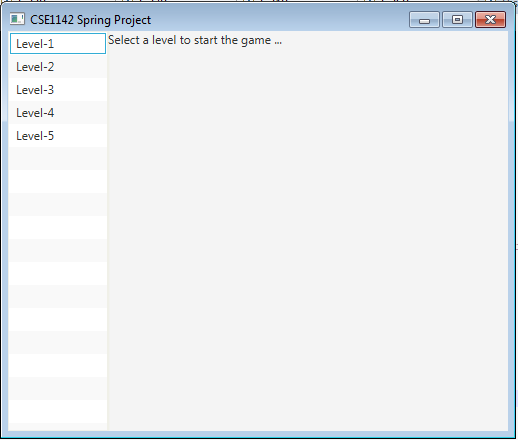 CSE1142 Spring Project
Level-1
Level-2
Level-3
Level-4
Level-5
Select a level to start the game ...